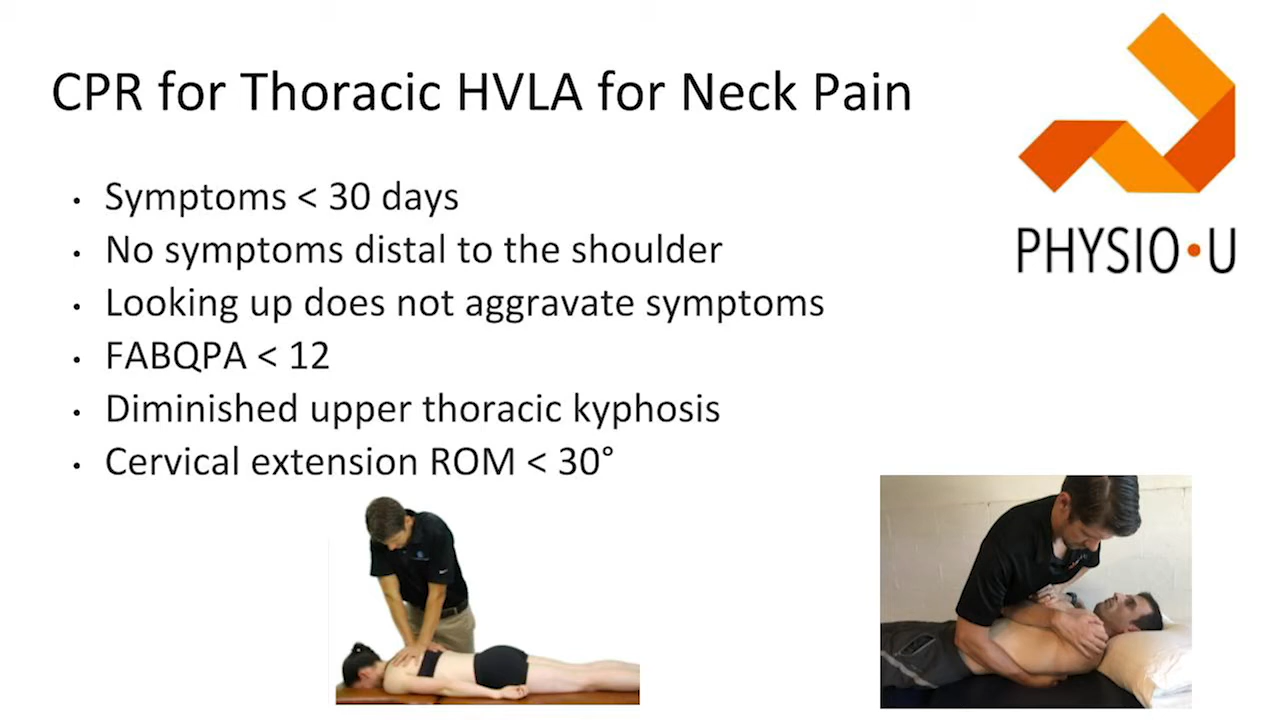 CPR for Thoracic HVLA for Neck Pain
• Symptoms < 30 days
• No symptoms distal to the shoulder
• Looking up does not aggravate symptoms
• FABQPA < 12
• Diminished upper thoracic kyphosis
• Cervical extension ROM < 30°
PHYSIO•U